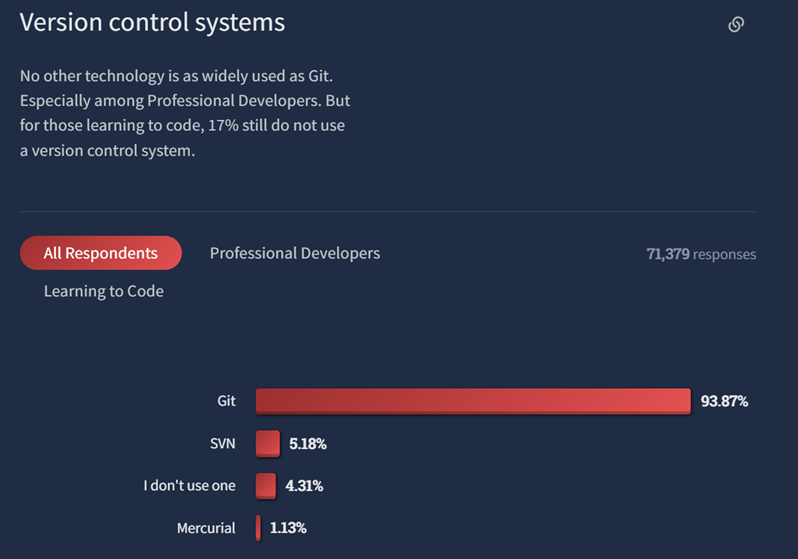 Version control systems
No other technology is as widely used as Git.
Especially among Professional Developers. But
for those learning to code, 17% still do not use
a version control system.
All Respondents
Professional Developers
71,379 responses
Learning to Code
Git 93.87%
SVN 5.18%
I don't use one 4.31%
Mercurial 1.13%